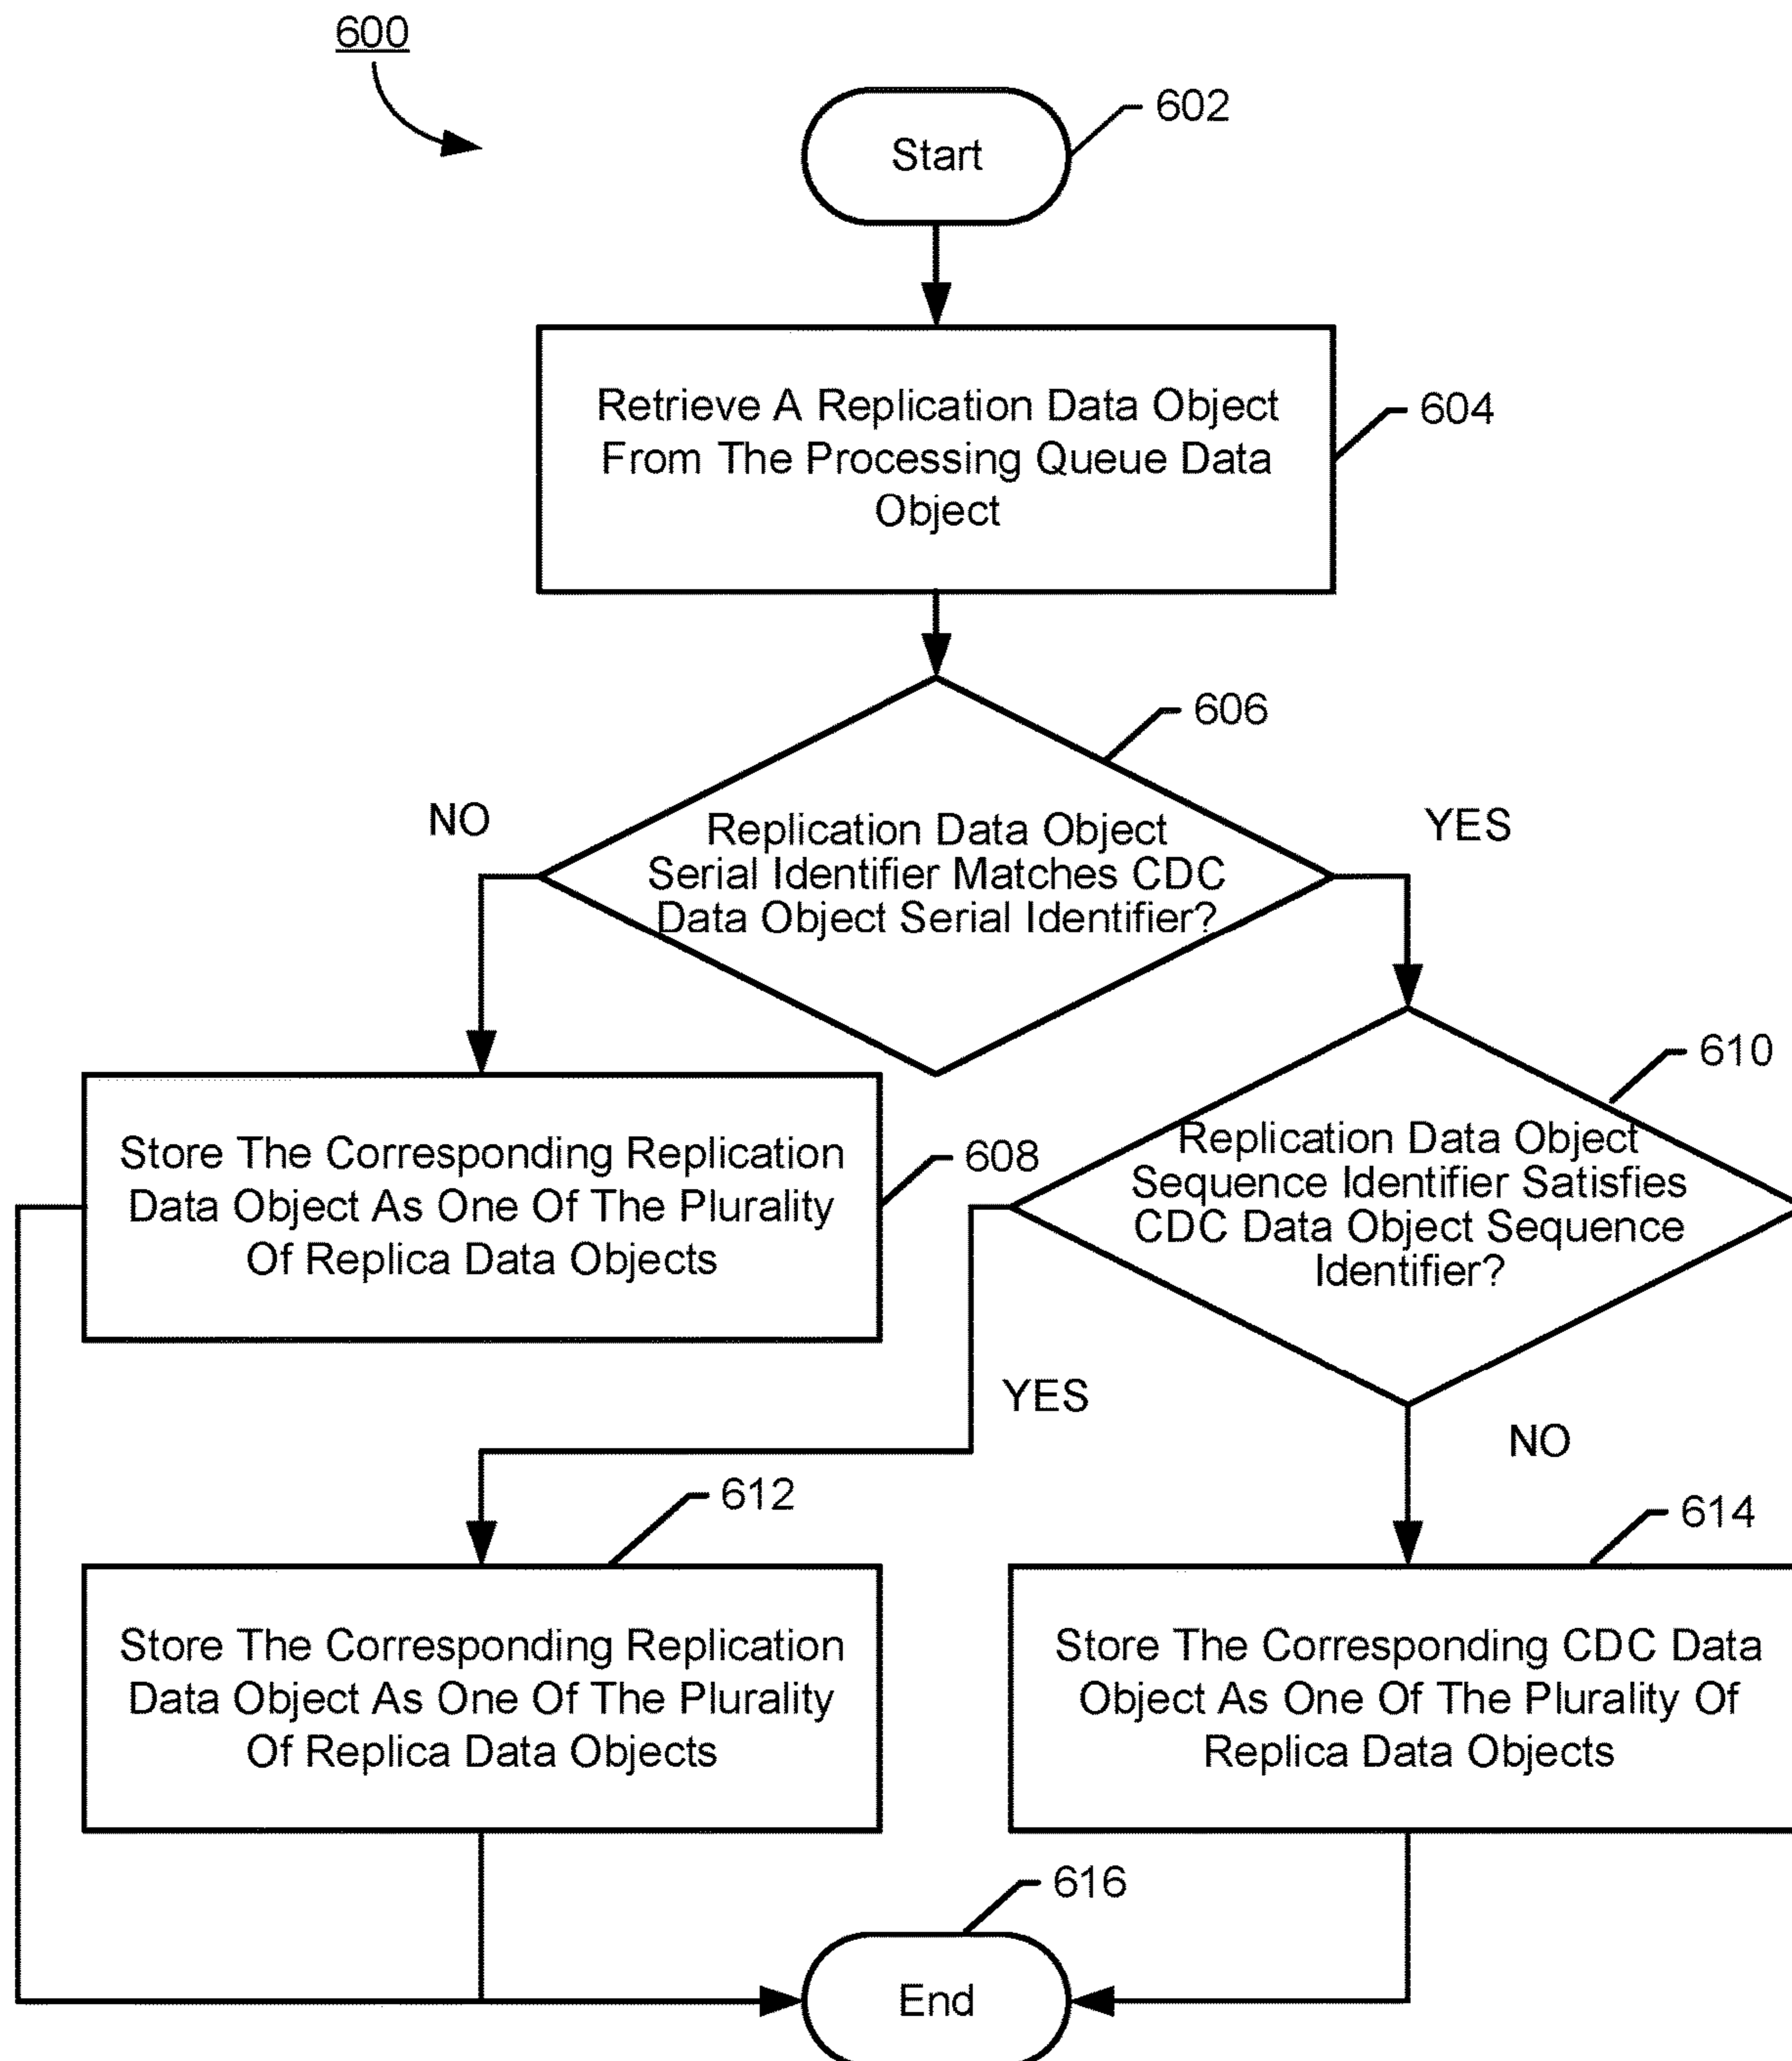 600
602
Start
Retrieve A Replication Data Object
From The Processing Queue Data
Object
604
606
NO
YES
Replication Data Object
Serial Identifier Matches CDC
Data Object Serial Identifier?
610
Store The Corresponding Replication
Data Object As One Of The Plurality
Of Replica Data Objects
608
Replication Data Object
Sequence Identifier Satisfies
CDC Data Object Sequence
Identifier?
YES
NO
612
614
Store The Corresponding Replication
Data Object As One Of The Plurality
Of Replica Data Objects
Store The Corresponding CDC Data
Object As One Of The Plurality Of
Replica Data Objects
616
End